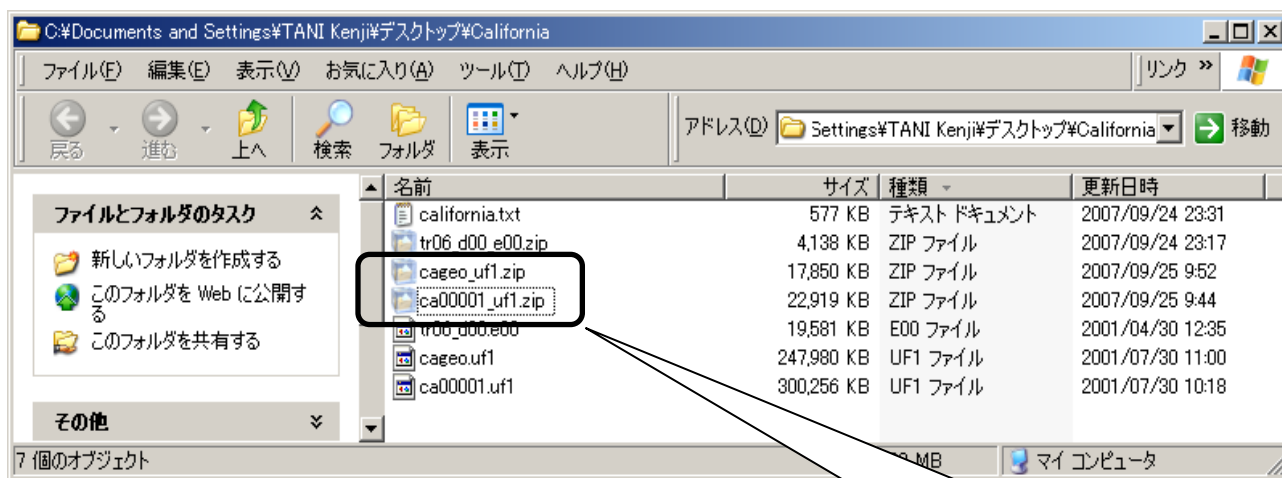 C:¥Documents and Settings¥TANI Kenji¥デスクトップ¥California
ファイル(F) 編集(E) 表示(V) お気に入り(A) ツール(T) ヘルプ(H) リンク »
戻る 進む 上へ 検索 フォルダ 表示 アドレス(D) Settings¥TANI Kenji¥デスクトップ¥California 移動
ファイルとフォルダのタスク
新しいフォルダを作成する
このフォルダを Web に公開す
る
このフォルダを共有する
その他
名前 サイズ 種類 更新日時
california.txt 577 KB テキスト ドキュメント 2007/09/24 23:31
tr06_d00_e00.zip 4,138 KB ZIP ファイル 2007/09/24 23:17
cageo_uf1.zip 17,850 KB ZIP ファイル 2007/09/25 9:52
ca00001_uf1.zip 22,919 KB ZIP ファイル 2007/09/25 9:44
tr06_d00.e00 19,581 KB E00 ファイル 2001/04/30 12:35
cageo.uf1 247,980 KB UF1 ファイル 2001/07/30 11:00
ca00001.uf1 300,256 KB UF1 ファイル 2001/07/30 10:18
7 個のオブジェクト MB マイ コンピュータ